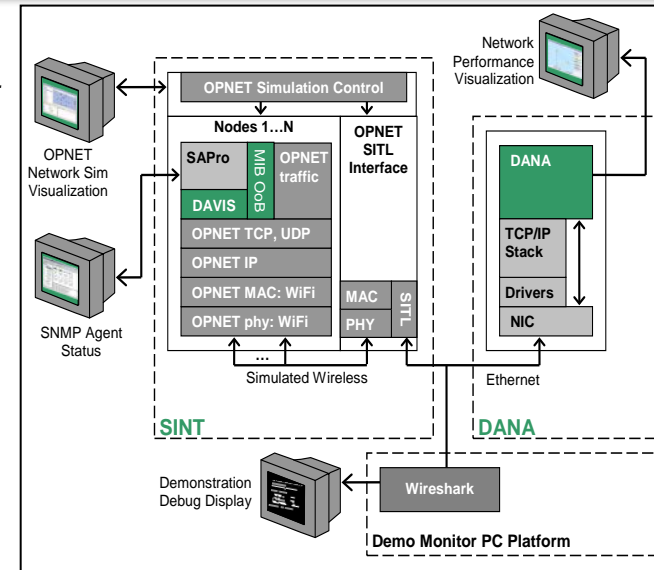 Network
Performance
Visualization
OPNET Simulation Control
Nodes 1...N
OPNET
SITL
Interface
OPNET
Network Sim
Visualization
SAPro
MIB OoB
OPNET
traffic
DAVIS
OPNET TCP, UDP
OPNET IP
OPNET MAC: WiFi
OPNET phy: WiFi
MAC
PHY
SITL
DANA
TCP/IP
Stack
Drivers
NIC
SNMP Agent
Status
...
Simulated Wireless
Ethernet
SINT
DANA
Demonstration
Debug Display
Wireshark
Demo Monitor PC Platform